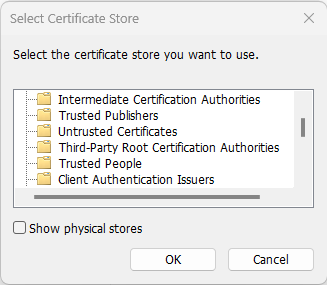 Select Certificate Store
Select the certificate store you want to use.
Intermediate Certification Authorities
Trusted Publishers
Untrusted Certificates
Third-Party Root Certification Authorities
Trusted People
Client Authentication Issuers
Show physical stores
OK
Cancel